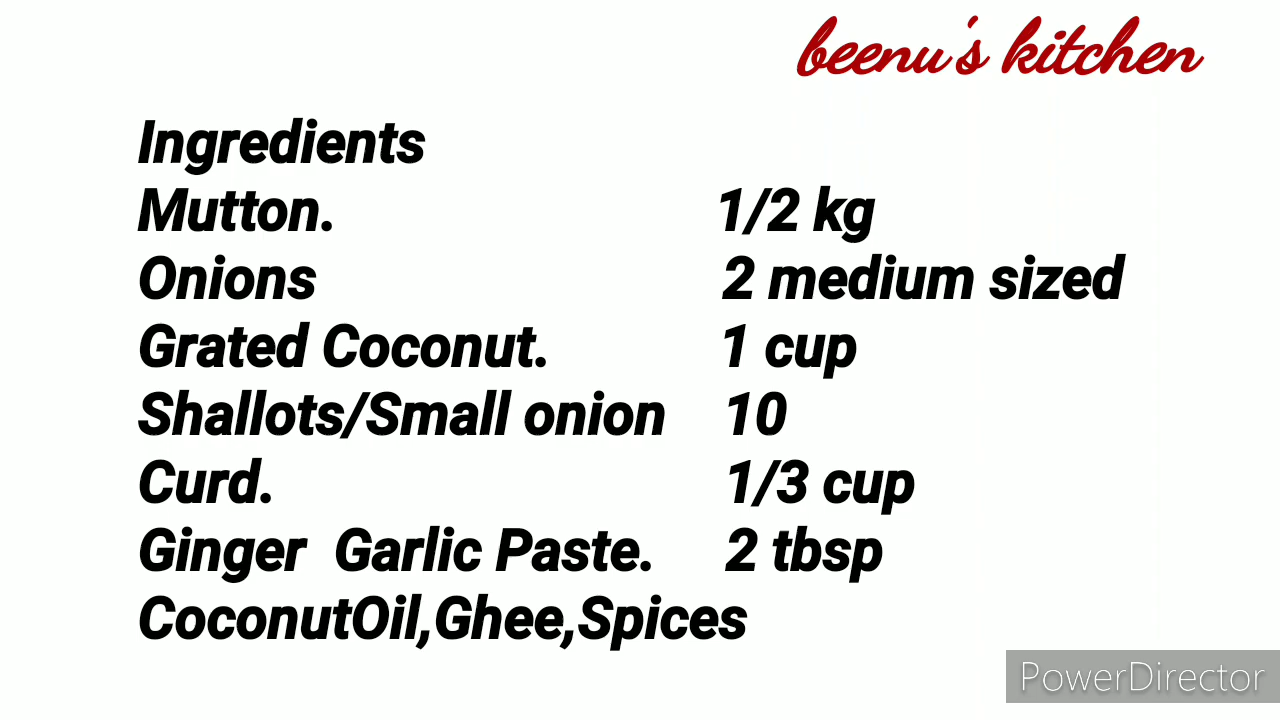 beenu's kitchen
Ingredients
Mutton. 1/2 kg
Onions 2 medium sized
Grated Coconut. 1 cup
Shallots/Small onion 10
Curd. 1/3 cup
Ginger Garlic Paste. 2 tbsp
CoconutOil,Ghee,Spices
PowerDirector